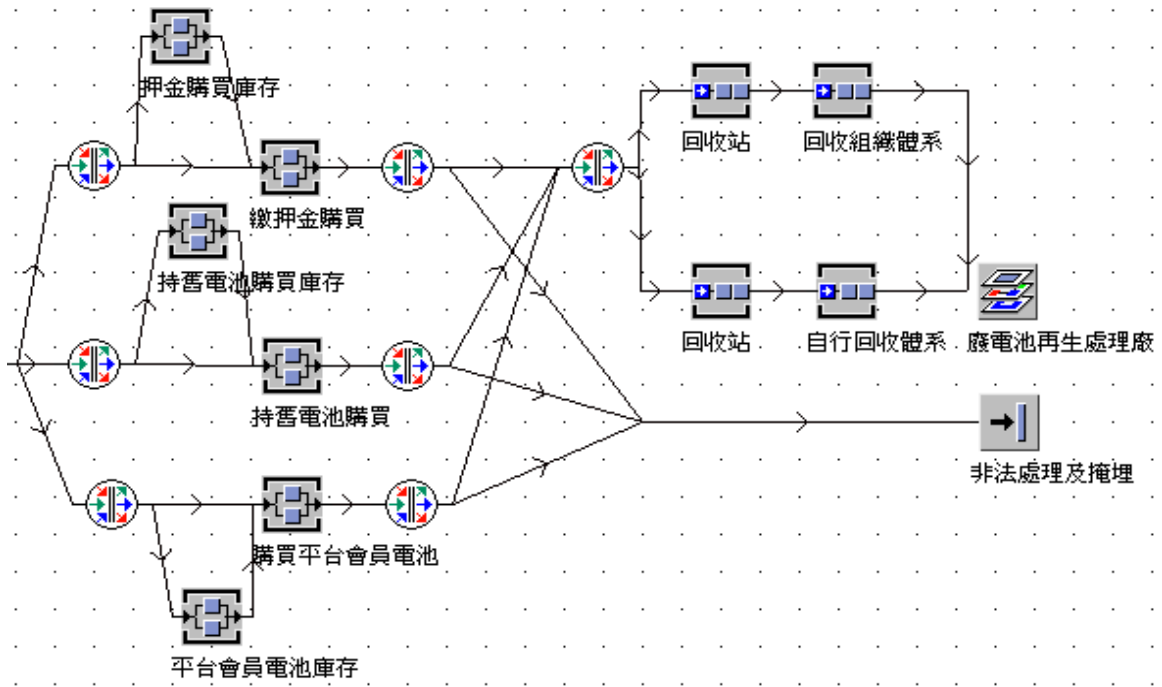 押金購買庫存
回收站
回收組織體系
繳押金購買
持舊電池購買庫存
回收站
自行回收體系
廢電池再生處理廠
持舊電池購買
非法處理及掩埋
購買平台會員電池
平台會員電池庫存